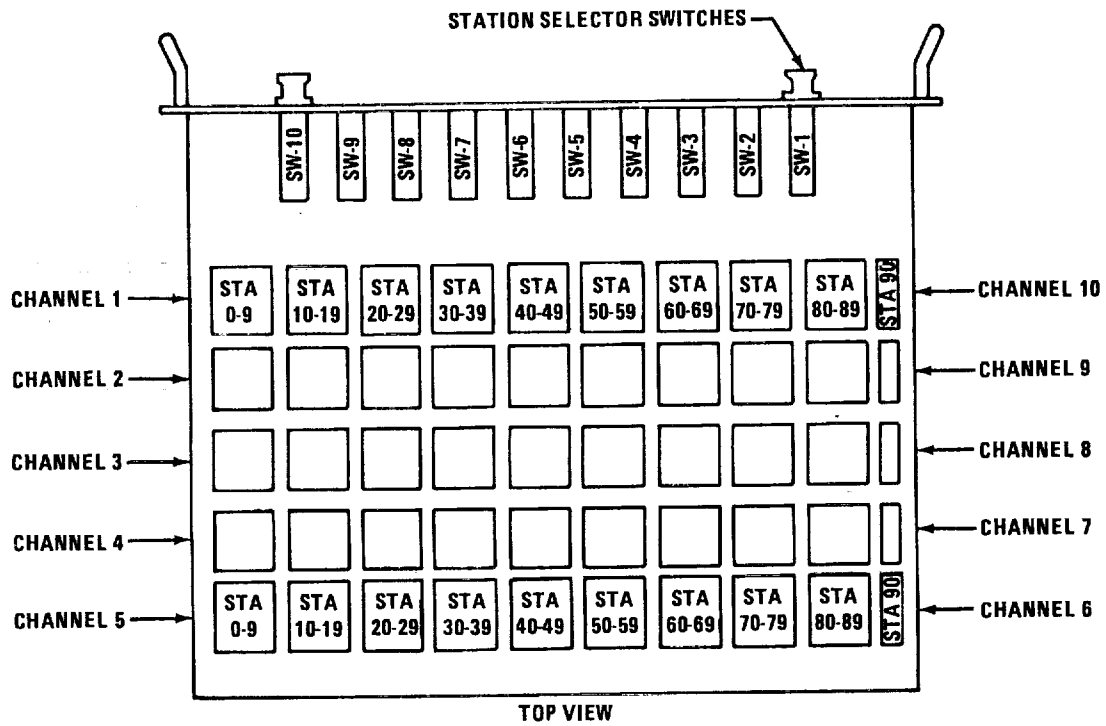 STATION SELECTOR SWITCHES
SW-10 SW-9 SW-8 SW-7 SW-6 SW-5 SW-4 SW-3 SW-2 SW-1
CHANNEL 1 STA 0-9 STA 10-19 STA 20-29 STA 30-39 STA 40-49 STA 50-59 STA 60-69 STA 70-79 STA 80-89 STA 90 CHANNEL 10
CHANNEL 2 CHANNEL 9
CHANNEL 3 CHANNEL 8
CHANNEL 4 CHANNEL 7
CHANNEL 5 STA 0-9 STA 10-19 STA 20-29 STA 30-39 STA 40-49 STA 50-59 STA 60-69 STA 70-79 STA 80-89 STA 90 CHANNEL 6
TOP VIEW